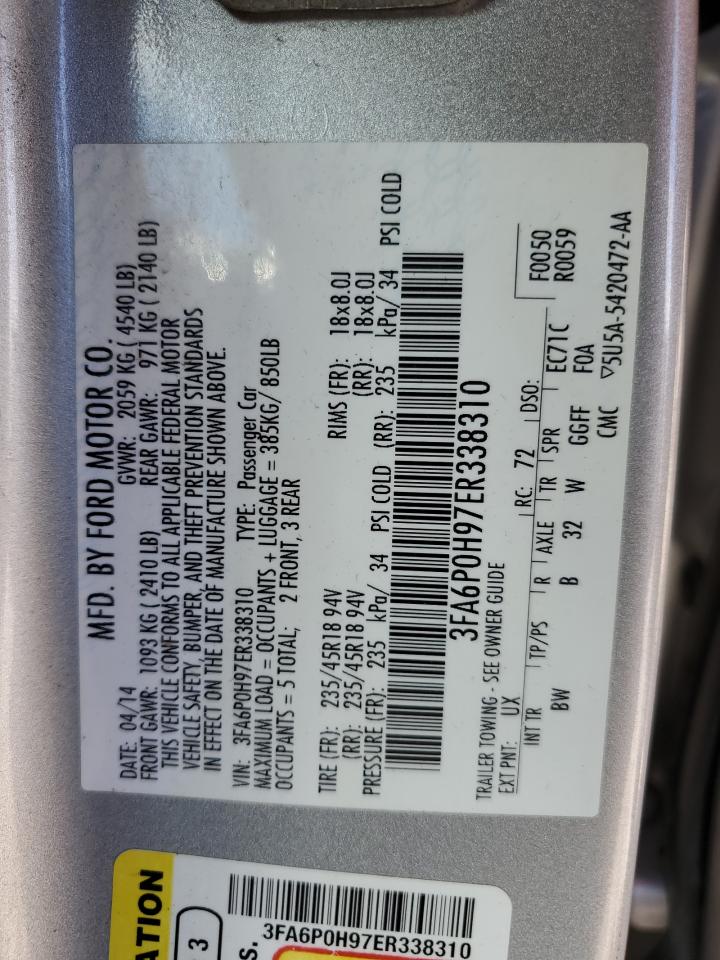 MFD. BY FORD MOTOR CO.
DATE: 04/14 GVWR: 2059 KG ( 4540 LB)
FRONT GAWR: 1093 KG ( 2410 LB) REAR GAWR: 971 KG ( 2140 LB)
THIS VEHICLE CONFORMS TO ALL APPLICABLE FEDERAL MOTOR
VEHICLE SAFETY, BUMPER, AND THEFT PREVENTION STANDARDS
IN EFFECT ON THE DATE OF MANUFACTURE SHOWN ABOVE.
VIN: 3FA6P0H97ER338310 TYPE: Passenger Car
MAXIMUM LOAD = OCCUPANTS + LUGGAGE = 385KG/ 850LB
OCCUPANTS = 5 TOTAL; 2 FRONT, 3 REAR
TIRE (FR): 235/45R18 94V RIMS (FR): 18x8.0J
(RR): 235/45R18 94V (RR): 18x8.0J
PRESSURE (FR): 235 kPa/ 34 PSI COLD (RR): 235 kPa/ 34 PSI COLD
3FA6P0H97ER338310
TRAILER TOWING - SEE OWNER GUIDE
EXT PNT: UX RC: 72 DSO: F0050
R0059
INT TR TP/PS R AXLE TR SPR EC71C
BW B 32 W GGFF F0A
CMC ▽5U5A-5420472-AA
ATION
3
S.
3FA6P0H97ER338310